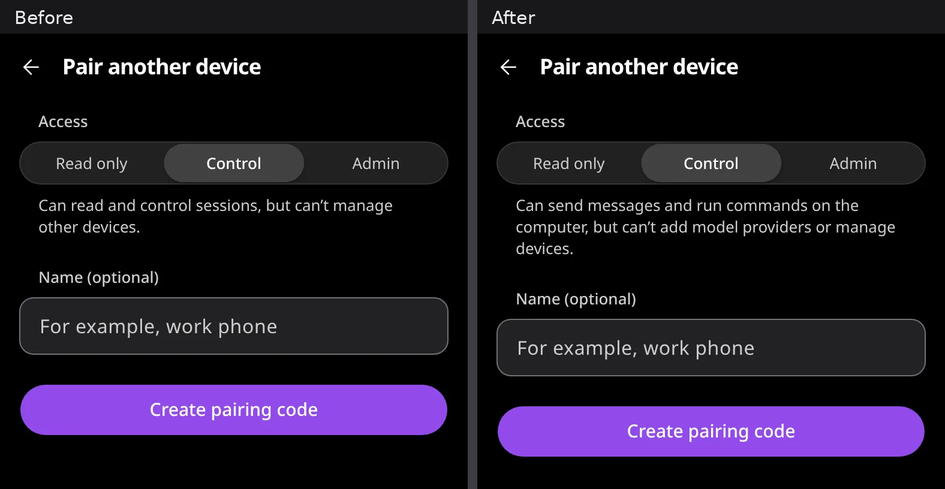 Before
Pair another device
Access
Read only
Control
Admin
Can read and control sessions, but can’t manage
other devices.
Name (optional)
For example, work phone
Create pairing code
After
Pair another device
Access
Read only
Control
Admin
Can send messages and run commands on the
computer, but can’t add model providers or manage
devices.
Name (optional)
For example, work phone
Create pairing code